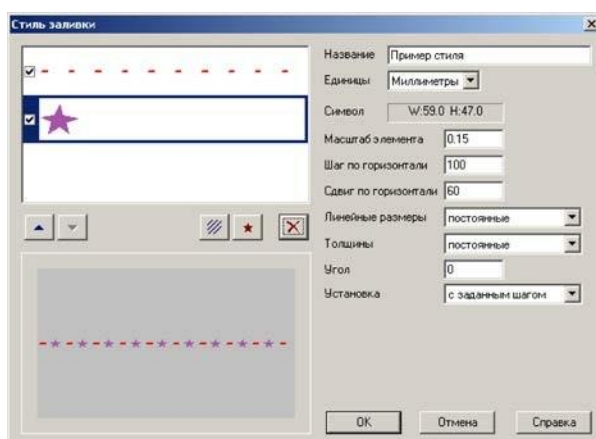 Стиль заливки
Название Пример стиля
Единицы Миллиметры
Символ W:59.0 H:47.0
Масштаб элемента 0.15
Шаг по горизонтали 100
Сдвиг по горизонтали 60
Линейные размеры постоянные
Толщины постоянные
Угол 0
Установка с заданным шагом
OK Отмена Справка